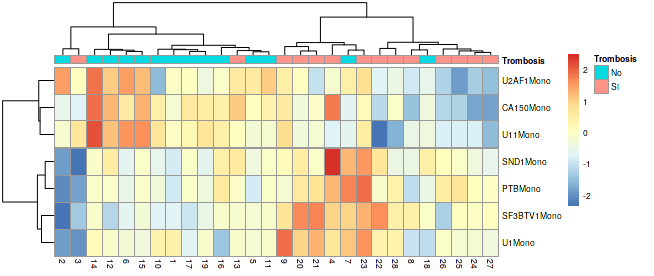 Trombosis
U2AF1Mono
CA150Mono
U11Mono
SND1Mono
PTBMono
SF3BTV1Mono
U1Mono
2 3 14 12 6 15 10 1 17 19 16 13 5 11 9 20 21 4 7 23 22 28 8 18 26 25 24 27
2
1
0
-1
-2
Trombosis
No
SI